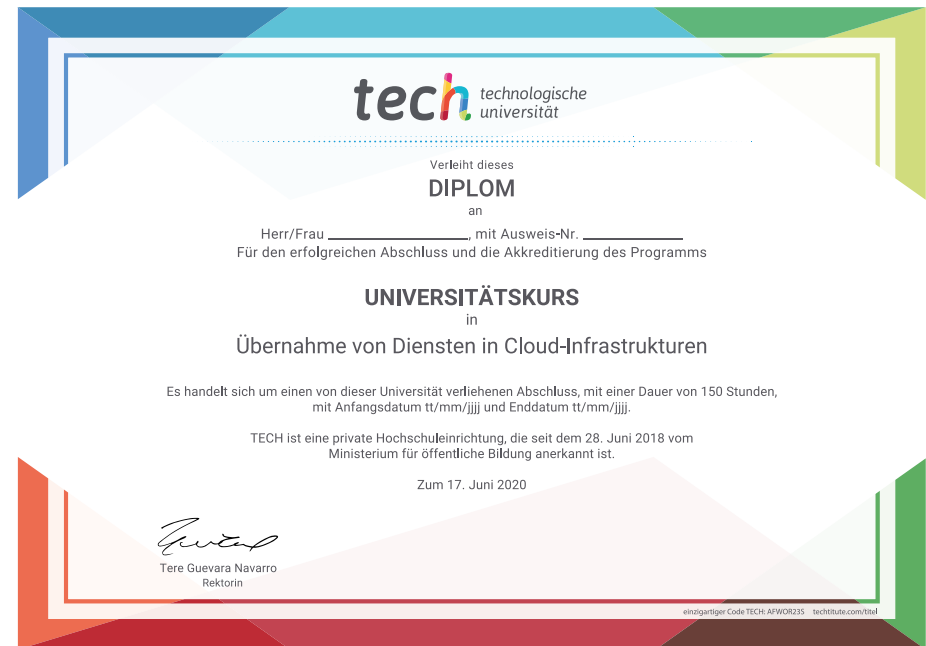 tech technologische
universität
Verleiht dieses
DIPLOM
an
Herr/Frau ____________________, mit Ausweis-Nr. ______________
Für den erfolgreichen Abschluss und die Akkreditierung des Programms
UNIVERSITÄTSKURS
in
Übernahme von Diensten in Cloud-Infrastrukturen
Es handelt sich um einen von dieser Universität verliehenen Abschluss, mit einer Dauer von 150 Stunden,
mit Anfangsdatum tt/mm/jjjj und Enddatum tt/mm/jjjj.
TECH ist eine private Hochschuleinrichtung, die seit dem 28. Juni 2018 vom
Ministerium für öffentliche Bildung anerkannt ist.
Zum 17. Juni 2020
Tere Guevara Navarro
Rektorin
einzigartiger Code TECH: AFWOR23S techtitute.com/titel